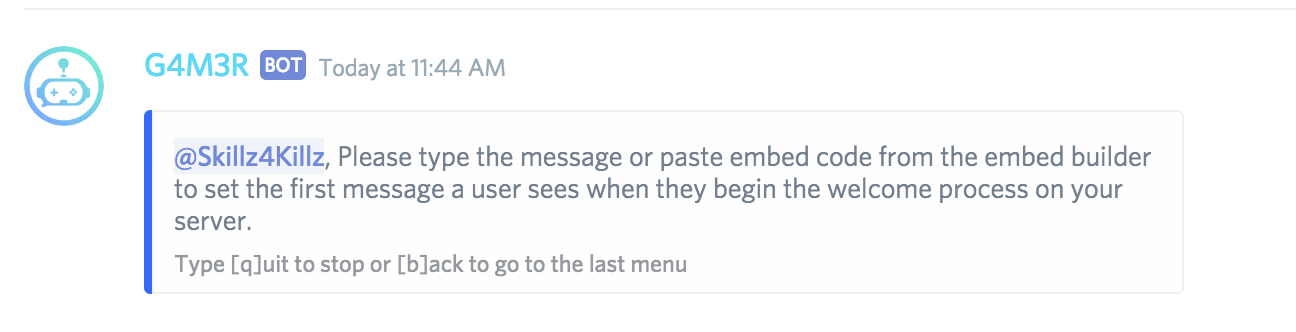 G4M3R BOT Today at 11:44 AM
@Skillz4Killz, Please type the message or paste embed code from the embed builder
to set the first message a user sees when they begin the welcome process on your
server.
Type [q]uit to stop or [b]ack to go to the last menu